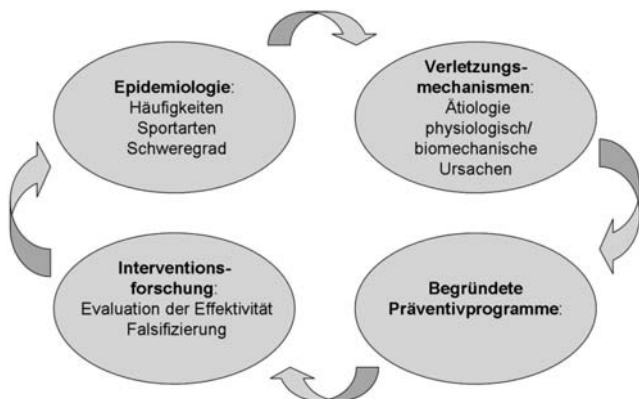 Epidemiologie:
Häufigkeiten
Sportarten
Schweregrad
Verletzungs-
mechanismen:
Ätiologie
physiologisch/
biomechanische
Ursachen
Begründete
Präventivprogramme:
Interventions-
forschung:
Evaluation der Effektivität
Falsifizierung